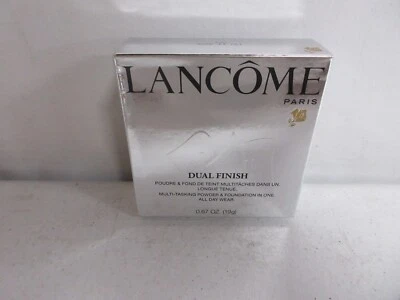 LANCÔME
PARIS
DUAL FINISH
POUDRE & FOND DE TEINT MULTITÂCHES DANS UN.
LONGUE TENUE.
MULTI-TASKING POWDER & FOUNDATION IN ONE.
ALL DAY WEAR
0.67 OZ. (19g)